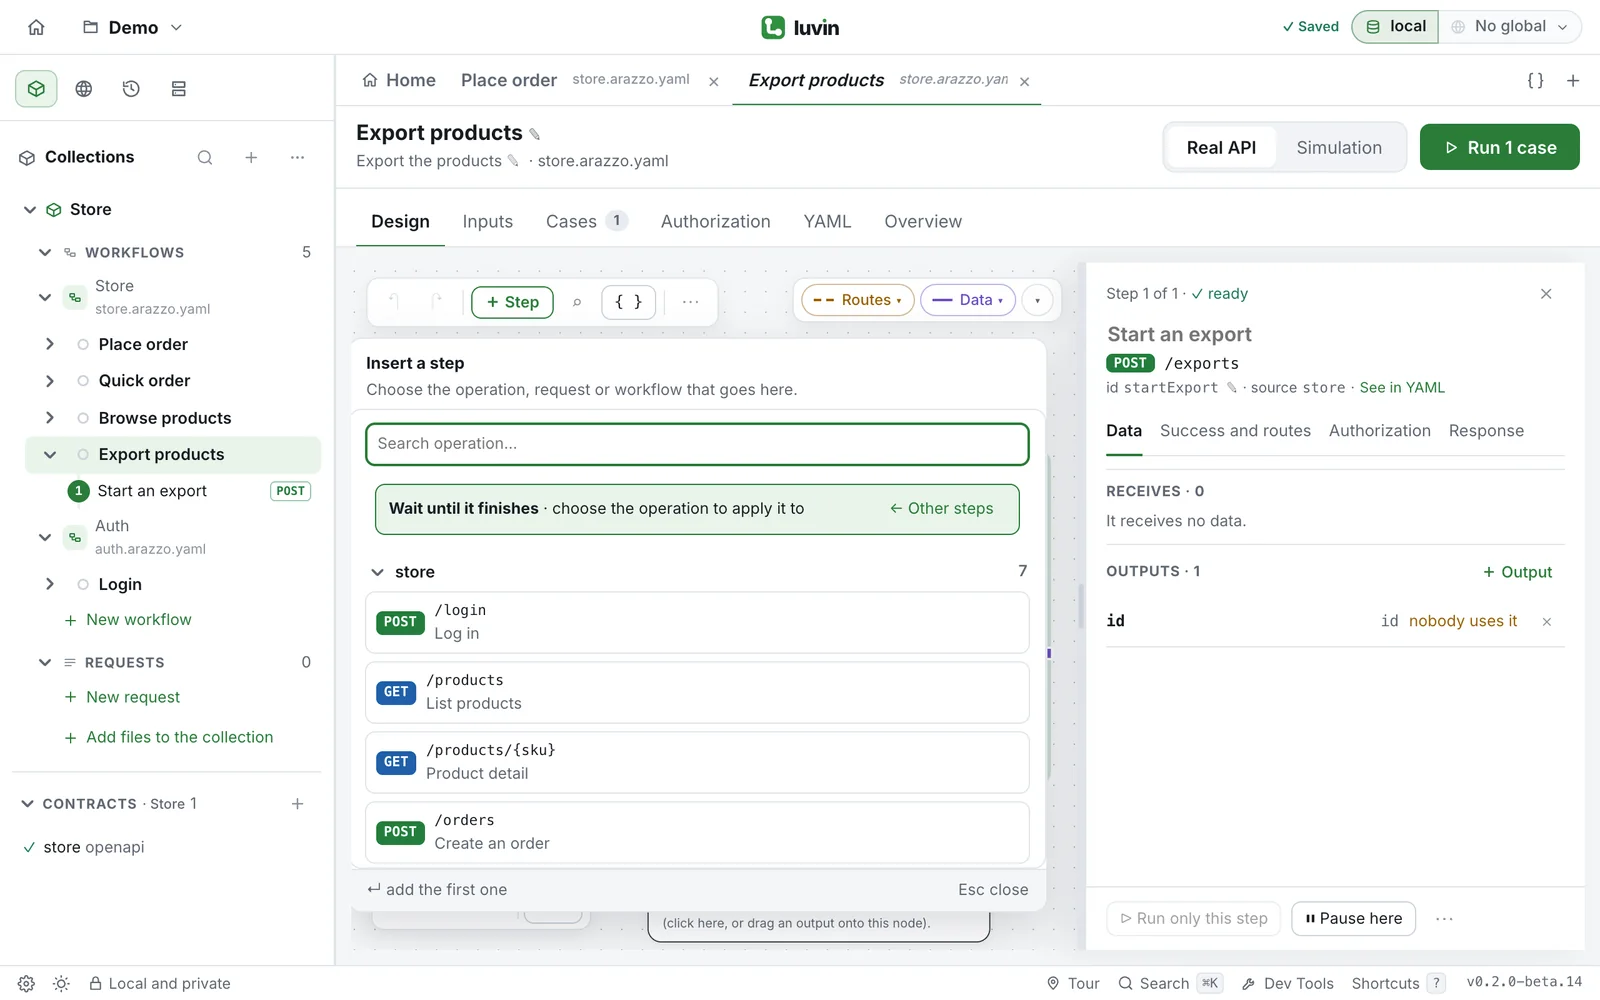 Demo
luvin
Saved
local
No global
Home
Place order store.arazzo.yaml
Export products store.arazzo.yan
{}
Collections
Export products
Export the products · store.arazzo.yaml
Real API
Simulation
Run 1 case
Design
Inputs
Cases 1
Authorization
YAML
Overview
Store
WORKFLOWS 5
Store
store.arazzo.yaml
Place order
Quick order
Browse products
Export products
1 Start an export POST
Auth
auth.arazzo.yaml
Login
+ New workflow
REQUESTS 0
+ New request
+ Add files to the collection
CONTRACTS · Store 1
store openapi
+ Step
{ }
...
Routes
Data
Insert a step
Choose the operation, request or workflow that goes here.
Search operation...
Wait until it finishes · choose the operation to apply it to
← Other steps
store 7
POST /login
Log in
GET /products
List products
GET /products/{sku}
Product detail
POST /orders
Create an order
↵ add the first one
Esc close
(click here, or drag an output onto this node).
Step 1 of 1 · ✓ ready
Start an export
POST /exports
id startExport · source store · See in YAML
Data
Success and routes
Authorization
Response
RECEIVES · 0
It receives no data.
OUTPUTS · 1
+ Output
id
id nobody uses it
Run only this step
Pause here
...
Local and private
Tour
Search ⌘K
Dev Tools
Shortcuts ?
v0.2.0-beta.14